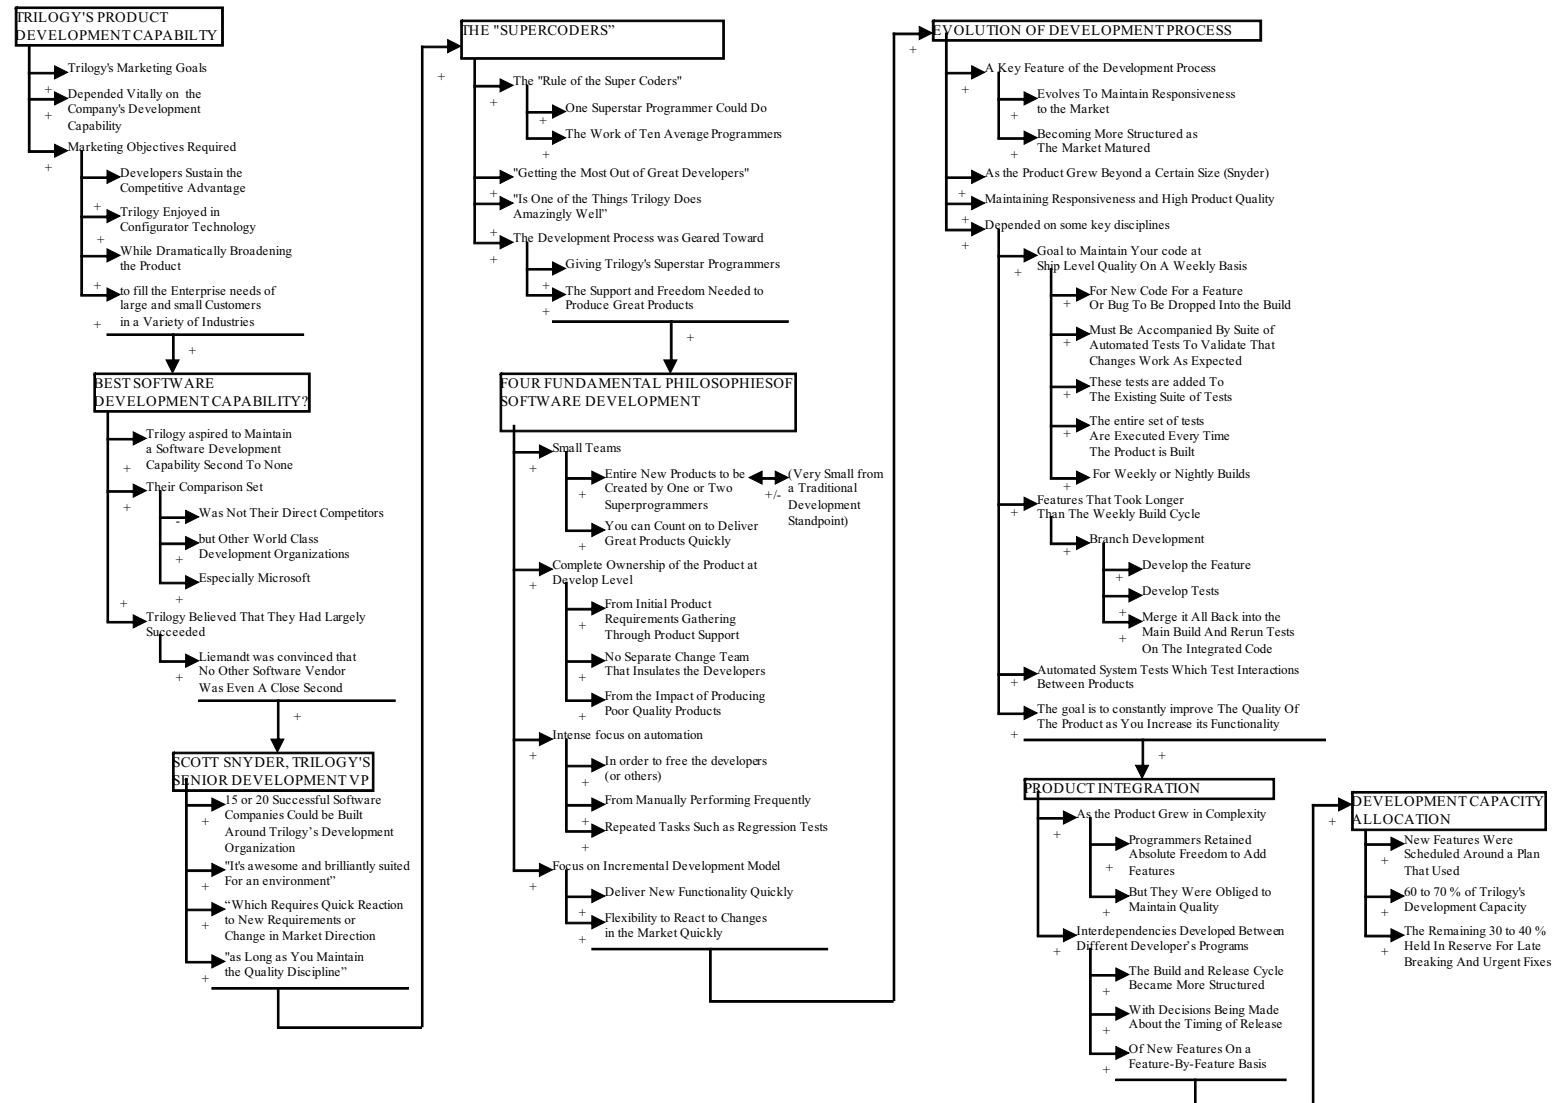 TRILOGY'S PRODUCT
DEVELOPMENT CAPABILTY
Trilogy's Marketing Goals
+
Depended Vitally on the
Company's Development
Capability
+
Marketing Objectives Required
+
Developers Sustain the
Competitive Advantage
+
Trilogy Enjoyed in
Configurator Technology
+
While Dramatically Broadening
the Product
+
to fill the Enterprise needs of
large and small Customers
in a Variety of Industries
+
+
BEST SOFTWARE
DEVELOPMENT CAPABILITY?
Trilogy aspired to Maintain
a Software Development
Capability Second To None
+
Their Comparison Set
+
Was Not Their Direct Competitors
-
but Other World Class
Development Organizations
+
Especially Microsoft
+
+
Trilogy Believed That They Had Largely
Succeeded
Liemandt was convinced that
No Other Software Vendor
Was Even A Close Second
+
+
SCOTT SNYDER, TRILOGY'S
SENIOR DEVELOPMENT VP
15 or 20 Successful Software
Companies Could be Built
Around Trilogy’s Development
Organization
+
"It's awesome and brilliantly suited
For an environment”
+
“Which Requires Quick Reaction
to New Requirements or
Change in Market Direction
+
"as Long as You Maintain
the Quality Discipline”
+
+
THE "SUPERCODERS”
The "Rule of the Super Coders"
+
One Superstar Programmer Could Do
+
The Work of Ten Average Programmers
+
"Getting the Most Out of Great Developers"
+
"Is One of the Things Trilogy Does
Amazingly Well”
+
The Development Process was Geared Toward
+
Giving Trilogy's Superstar Programmers
+
The Support and Freedom Needed to
Produce Great Products
+
+
FOUR FUNDAMENTAL PHILOSOPHIESOF
SOFTWARE DEVELOPMENT
Small Teams
+
Entire New Products to be
Created by One or Two
Superprogrammers
+
+/-
(Very Small from
a Traditional
Development
Standpoint)
You can Count on to Deliver
Great Products Quickly
+
Complete Ownership of the Product at
Develop Level
+
From Initial Product
Requirements Gathering
Through Product Support
+
No Separate Change Team
That Insulates the Developers
+
From the Impact of Producing
Poor Quality Products
+
Intense focus on automation
+
In order to free the developers
(or others)
+
From Manually Performing Frequently
+
Repeated Tasks Such as Regression Tests
+
Focus on Incremental Development Model
+
Deliver New Functionality Quickly
+
Flexibility to React to Changes
in the Market Quickly
+
+
EVOLUTION OF DEVELOPMENT PROCESS
A Key Feature of the Development Process
+
Evolves To Maintain Responsiveness
to the Market
+
Becoming More Structured as
The Market Matured
+
As the Product Grew Beyond a Certain Size (Snyder)
+
Maintaining Responsiveness and High Product Quality
+
Depended on some key disciplines
+
Goal to Maintain Your code at
Ship Level Quality On A Weekly Basis
+
For New Code For a Feature
Or Bug To Be Dropped Into the Build
+
Must Be Accompanied By Suite of
Automated Tests To Validate That
Changes Work As Expected
+
These tests are added To
The Existing Suite of Tests
+
The entire set of tests
Are Executed Every Time
The Product is Built
+
For Weekly or Nightly Builds
+
Features That Took Longer
Than The Weekly Build Cycle
+
Branch Development
+
Develop the Feature
+
Develop Tests
+
Merge it All Back into the
Main Build And Rerun Tests
On The Integrated Code
+
Automated System Tests Which Test Interactions
Between Products
+
The goal is to constantly improve The Quality Of
The Product as You Increase its Functionality
+
+
PRODUCT INTEGRATION
As the Product Grew in Complexity
+
Programmers Retained
Absolute Freedom to Add
Features
+
But They Were Obliged to
Maintain Quality
+
Interdependencies Developed Between
Different Developer’s Programs
+
The Build and Release Cycle
Became More Structured
+
With Decisions Being Made
About the Timing of Release
+
Of New Features On a
Feature-By-Feature Basis
+
+
DEVELOPMENT CAPACITY
ALLOCATION
New Features Were
Scheduled Around a Plan
That Used
+
60 to 70 % of Trilogy's
Development Capacity
+
The Remaining 30 to 40 %
Held In Reserve For Late
Breaking And Urgent Fixes
+